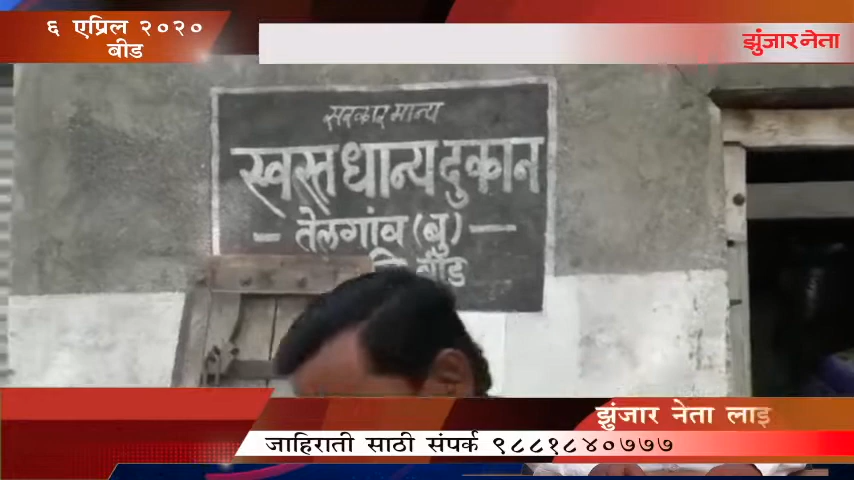 ६ एप्रिल २०२०
बीड
झुंजार नेता
सरकार मान्य
स्वस्त धान्य दुकान
- तेलगांव (बु) -
बीड
झुंजार नेता लाइ
जाहिराती साठी संपर्क ९८८१८४०७७७